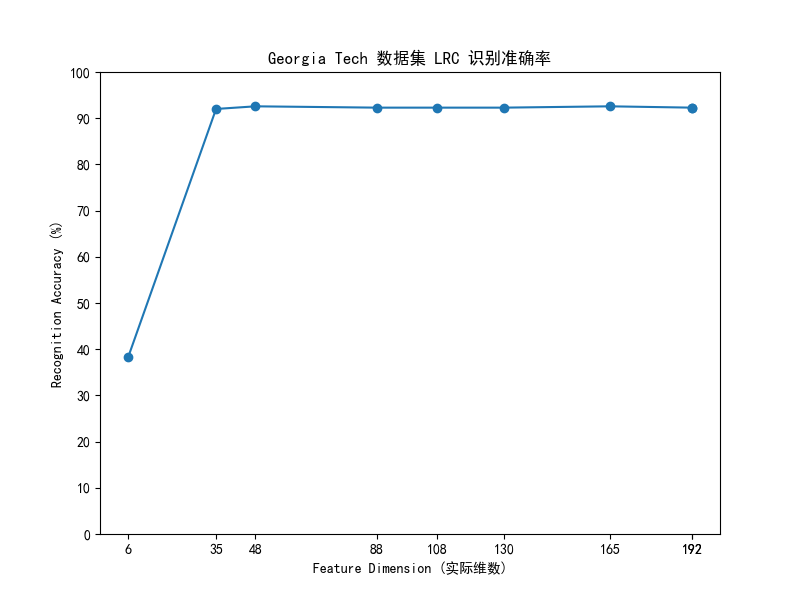 Georgia Tech 数据集 LRC 识别准确率
100
90
80
70
60
50
40
30
20
10
0
Recognition Accuracy (%)
6 35 48 88 108 130 165 192
Feature Dimension (实际维数)